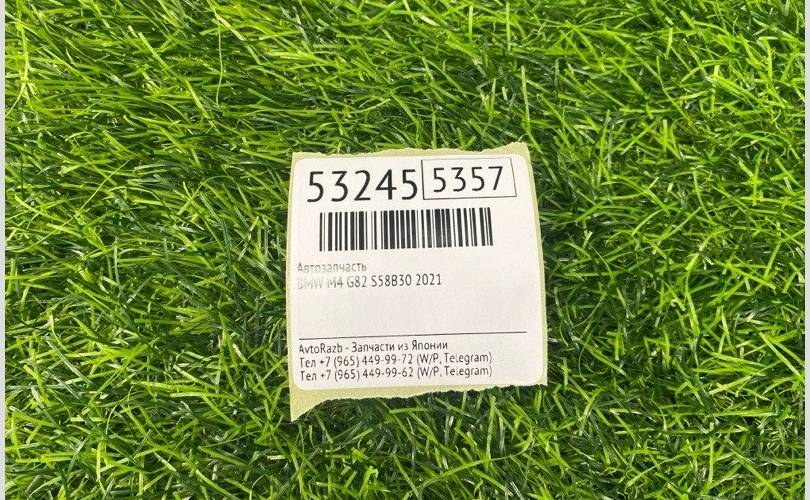 53245 5357
Автозапчасть
BMW M4 G82 S58B30 2021
AvtoRazb - Запчасти из Японии
Тел +7 (965) 449-99-72 (W/P, Telegram)
Тел +7 (965) 449-99-62 (W/P, Telegram)